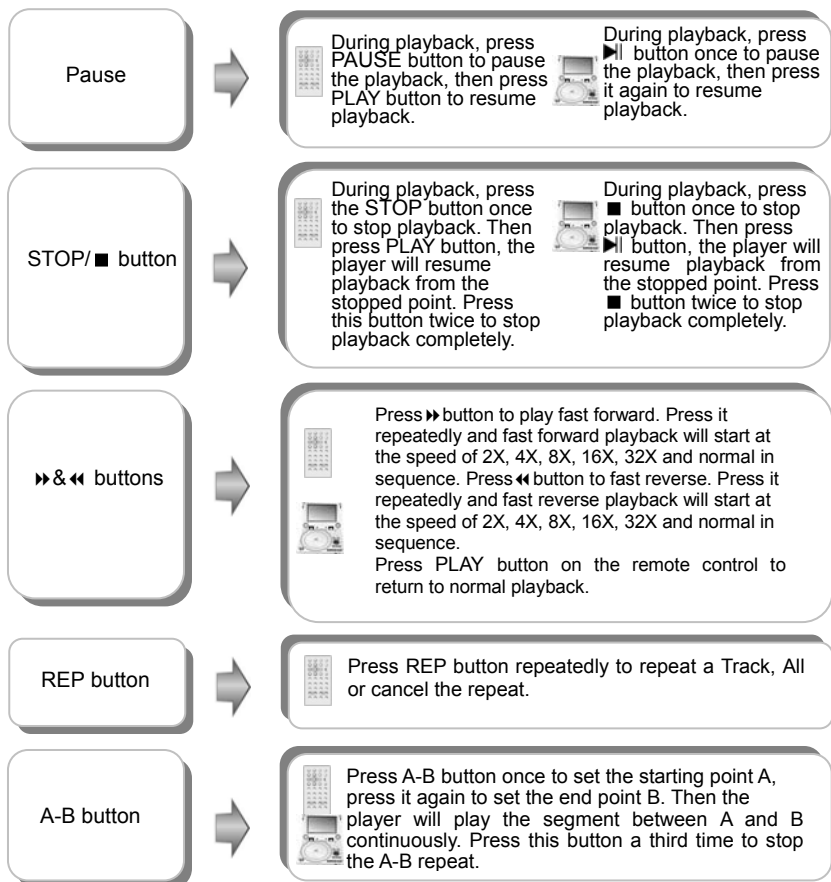 Pause
During playback, press
PAUSE button to pause
the playback, then press
PLAY button to resume
playback.
During playback, press
⏯ button once to pause
the playback, then press
it again to resume
playback.
STOP/ ■ button
During playback, press
the STOP button once
to stop playback. Then
press PLAY button, the
player will resume
playback from the
stopped point. Press
this button twice to stop
playback completely.
During playback, press
■ button once to stop
playback. Then press
⏯ button, the player will
resume playback from
the stopped point. Press
■ button twice to stop
playback completely.
⏩&⏪ buttons
Press ⏩ button to play fast forward. Press it
repeatedly and fast forward playback will start at
the speed of 2X, 4X, 8X, 16X, 32X and normal in
sequence. Press ⏪ button to fast reverse. Press it
repeatedly and fast reverse playback will start at
the speed of 2X, 4X, 8X, 16X, 32X and normal in
sequence.
Press PLAY button on the remote control to
return to normal playback.
REP button
Press REP button repeatedly to repeat a Track, All
or cancel the repeat.
A-B button
Press A-B button once to set the starting point A,
press it again to set the end point B. Then the
player will play the segment between A and B
continuously. Press this button a third time to stop
the A-B repeat.